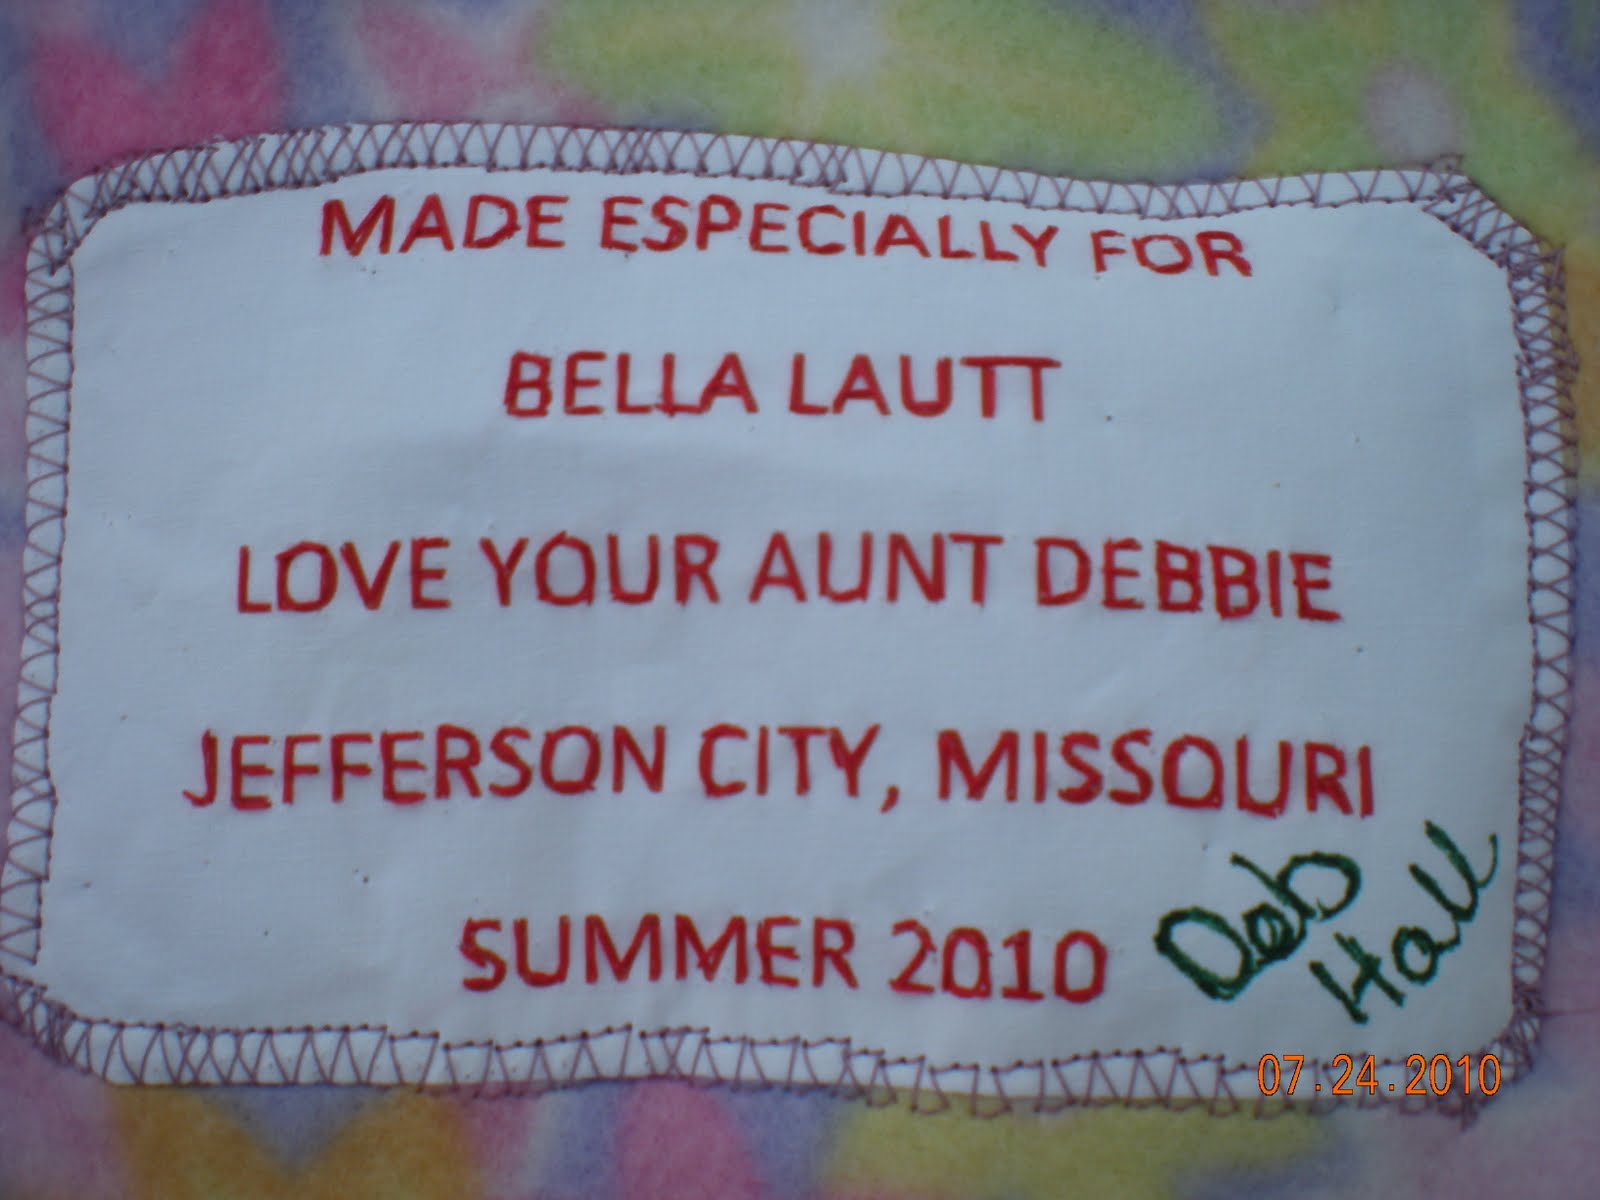 MADE ESPECIALLY FOR
BELLA LAUTT
LOVE YOUR AUNT DEBBIE
JEFFERSON CITY, MISSOURI
SUMMER 2010
Deb
Hall
07.24.2010